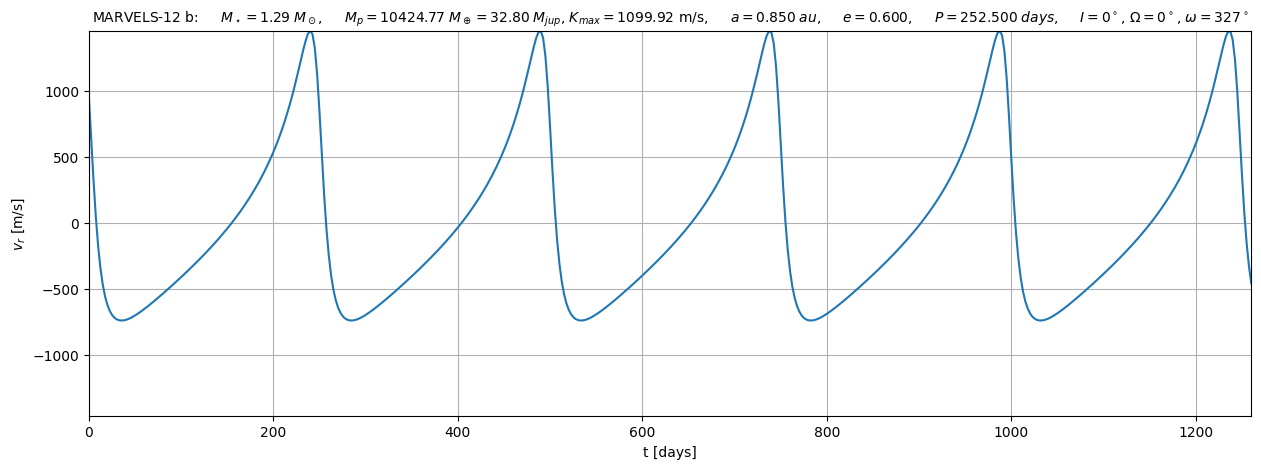 MARVELS-12 b: M⋆ = 1.29 M⊙, Mp = 10424.77 M⊕ = 32.80 Mjup, Kmax = 1099.92 m/s, a = 0.850 au, e = 0.600, P = 252.500 days, I = 0°, Ω = 0°, ω = 327°
1000
500
0
−500
−1000
vr [m/s]
0 200 400 600 800 1000 1200
t [days]